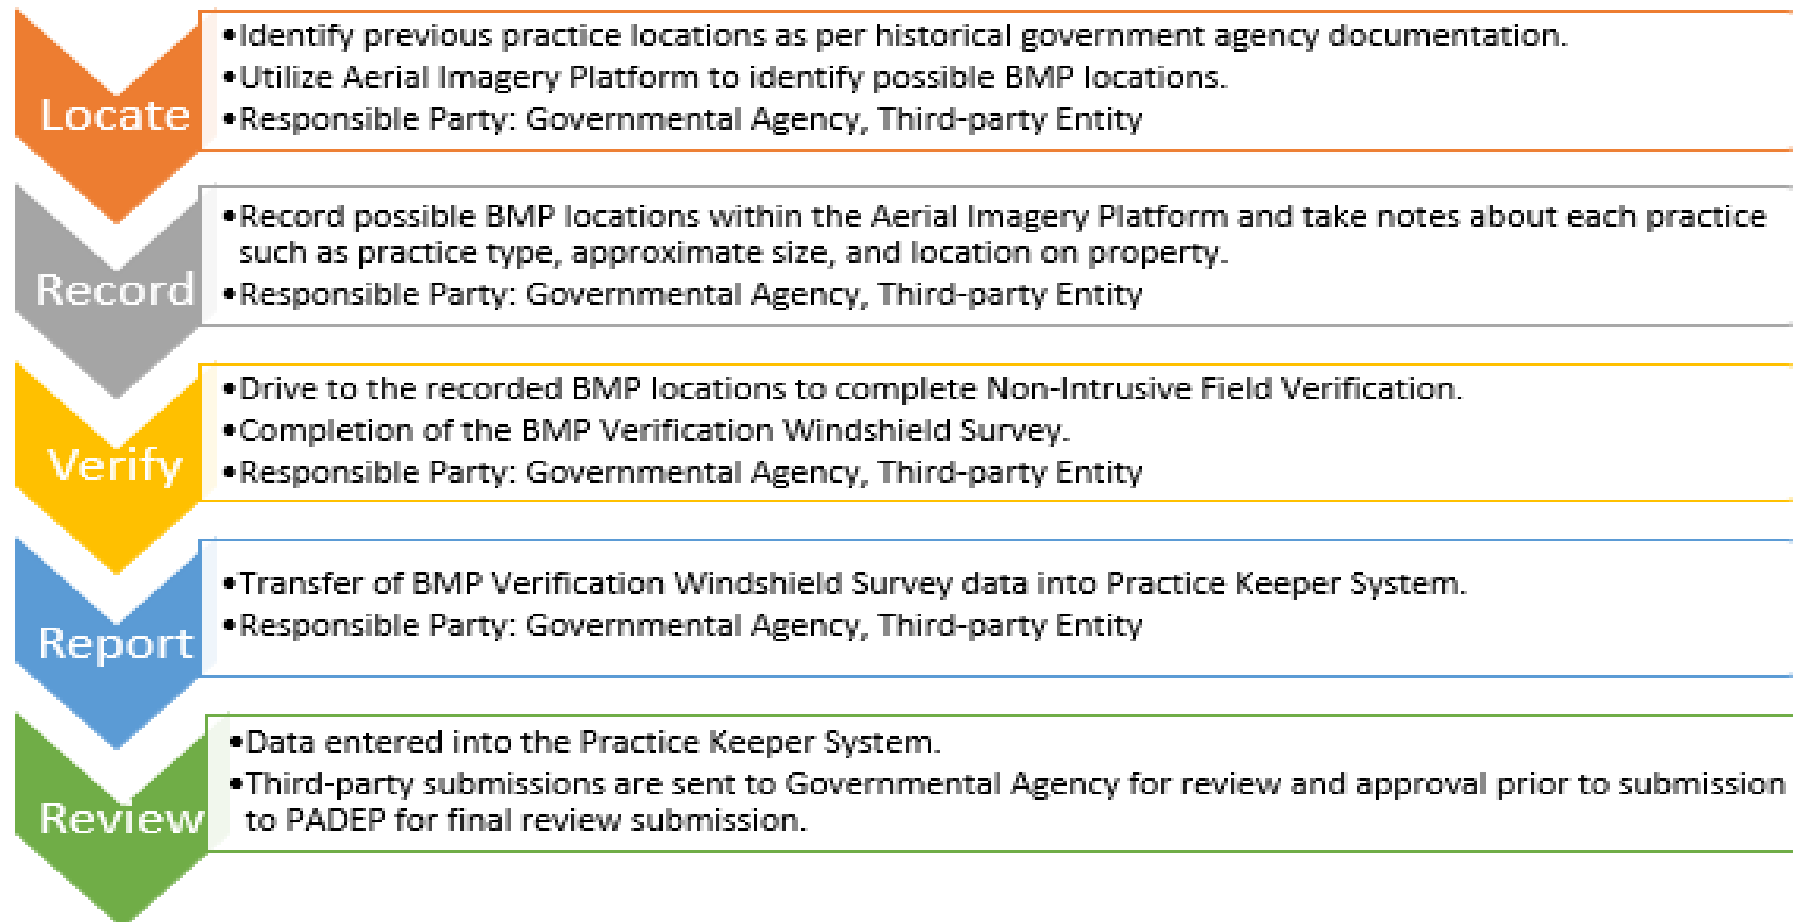 Locate
•Identify previous practice locations as per historical government agency documentation.
•Utilize Aerial Imagery Platform to identify possible BMP locations.
•Responsible Party: Governmental Agency, Third-party Entity
Record
•Record possible BMP locations within the Aerial Imagery Platform and take notes about each practice
such as practice type, approximate size, and location on property.
•Responsible Party: Governmental Agency, Third-party Entity
Verify
•Drive to the recorded BMP locations to complete Non-Intrusive Field Verification.
•Completion of the BMP Verification Windshield Survey.
•Responsible Party: Governmental Agency, Third-party Entity
Report
•Transfer of BMP Verification Windshield Survey data into Practice Keeper System.
•Responsible Party: Governmental Agency, Third-party Entity
Review
•Data entered into the Practice Keeper System.
•Third-party submissions are sent to Governmental Agency for review and approval prior to submission
to PADEP for final review submission.